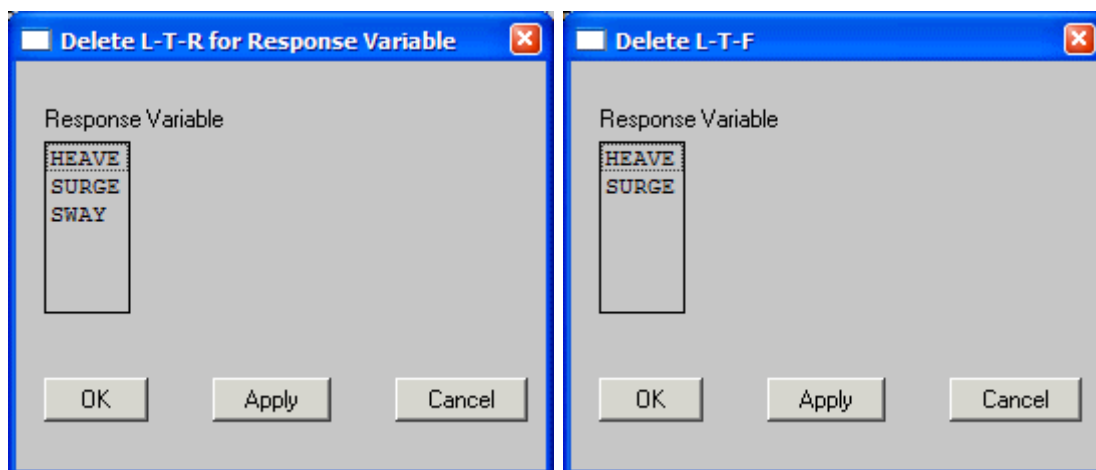 Delete L-T-R for Response Variable
Response Variable
HEAVE
SURGE
SWAY
OK
Apply
Cancel
Delete L-T-F
Response Variable
HEAVE
SURGE
OK
Apply
Cancel